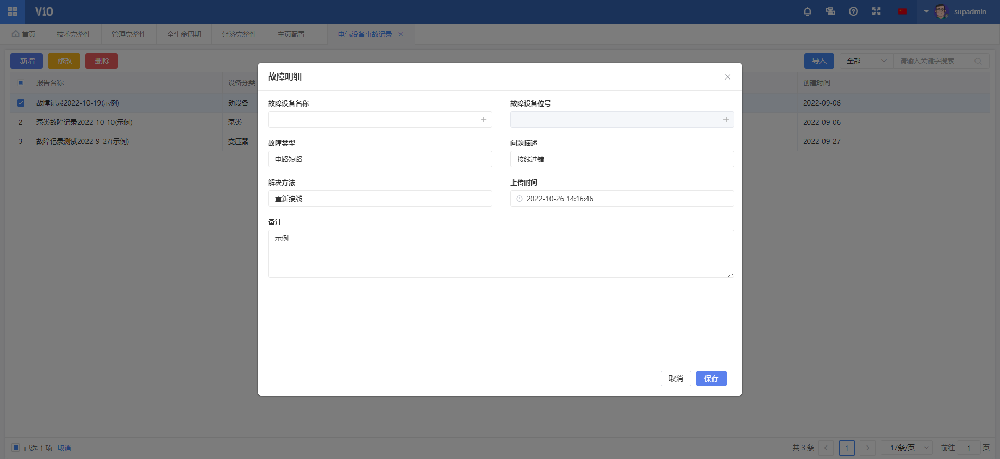 V10
supadmin
首页
技术完整性
管理完整性
全生命周期
经济完整性
主页配置
电气设备事故记录
新增
修改
删除
导入
全部
请输入关键字搜索
报告名称
设备分类
创建时间
故障记录2022-10-19(示例)
动设备
2022-09-06
2
泵类故障记录2022-10-10(示例)
泵类
2022-09-06
3
故障记录测试2022-9-27(示例)
变压器
2022-09-27
故障明细
故障设备名称
故障设备位号
故障类型
问题描述
电路短路
接线过错
解决方法
上传时间
重新接线
2022-10-26 14:16:46
备注
示例
取消
保存
已选 1 项
取消
共 3 条
1
17条/页
前往
1
页